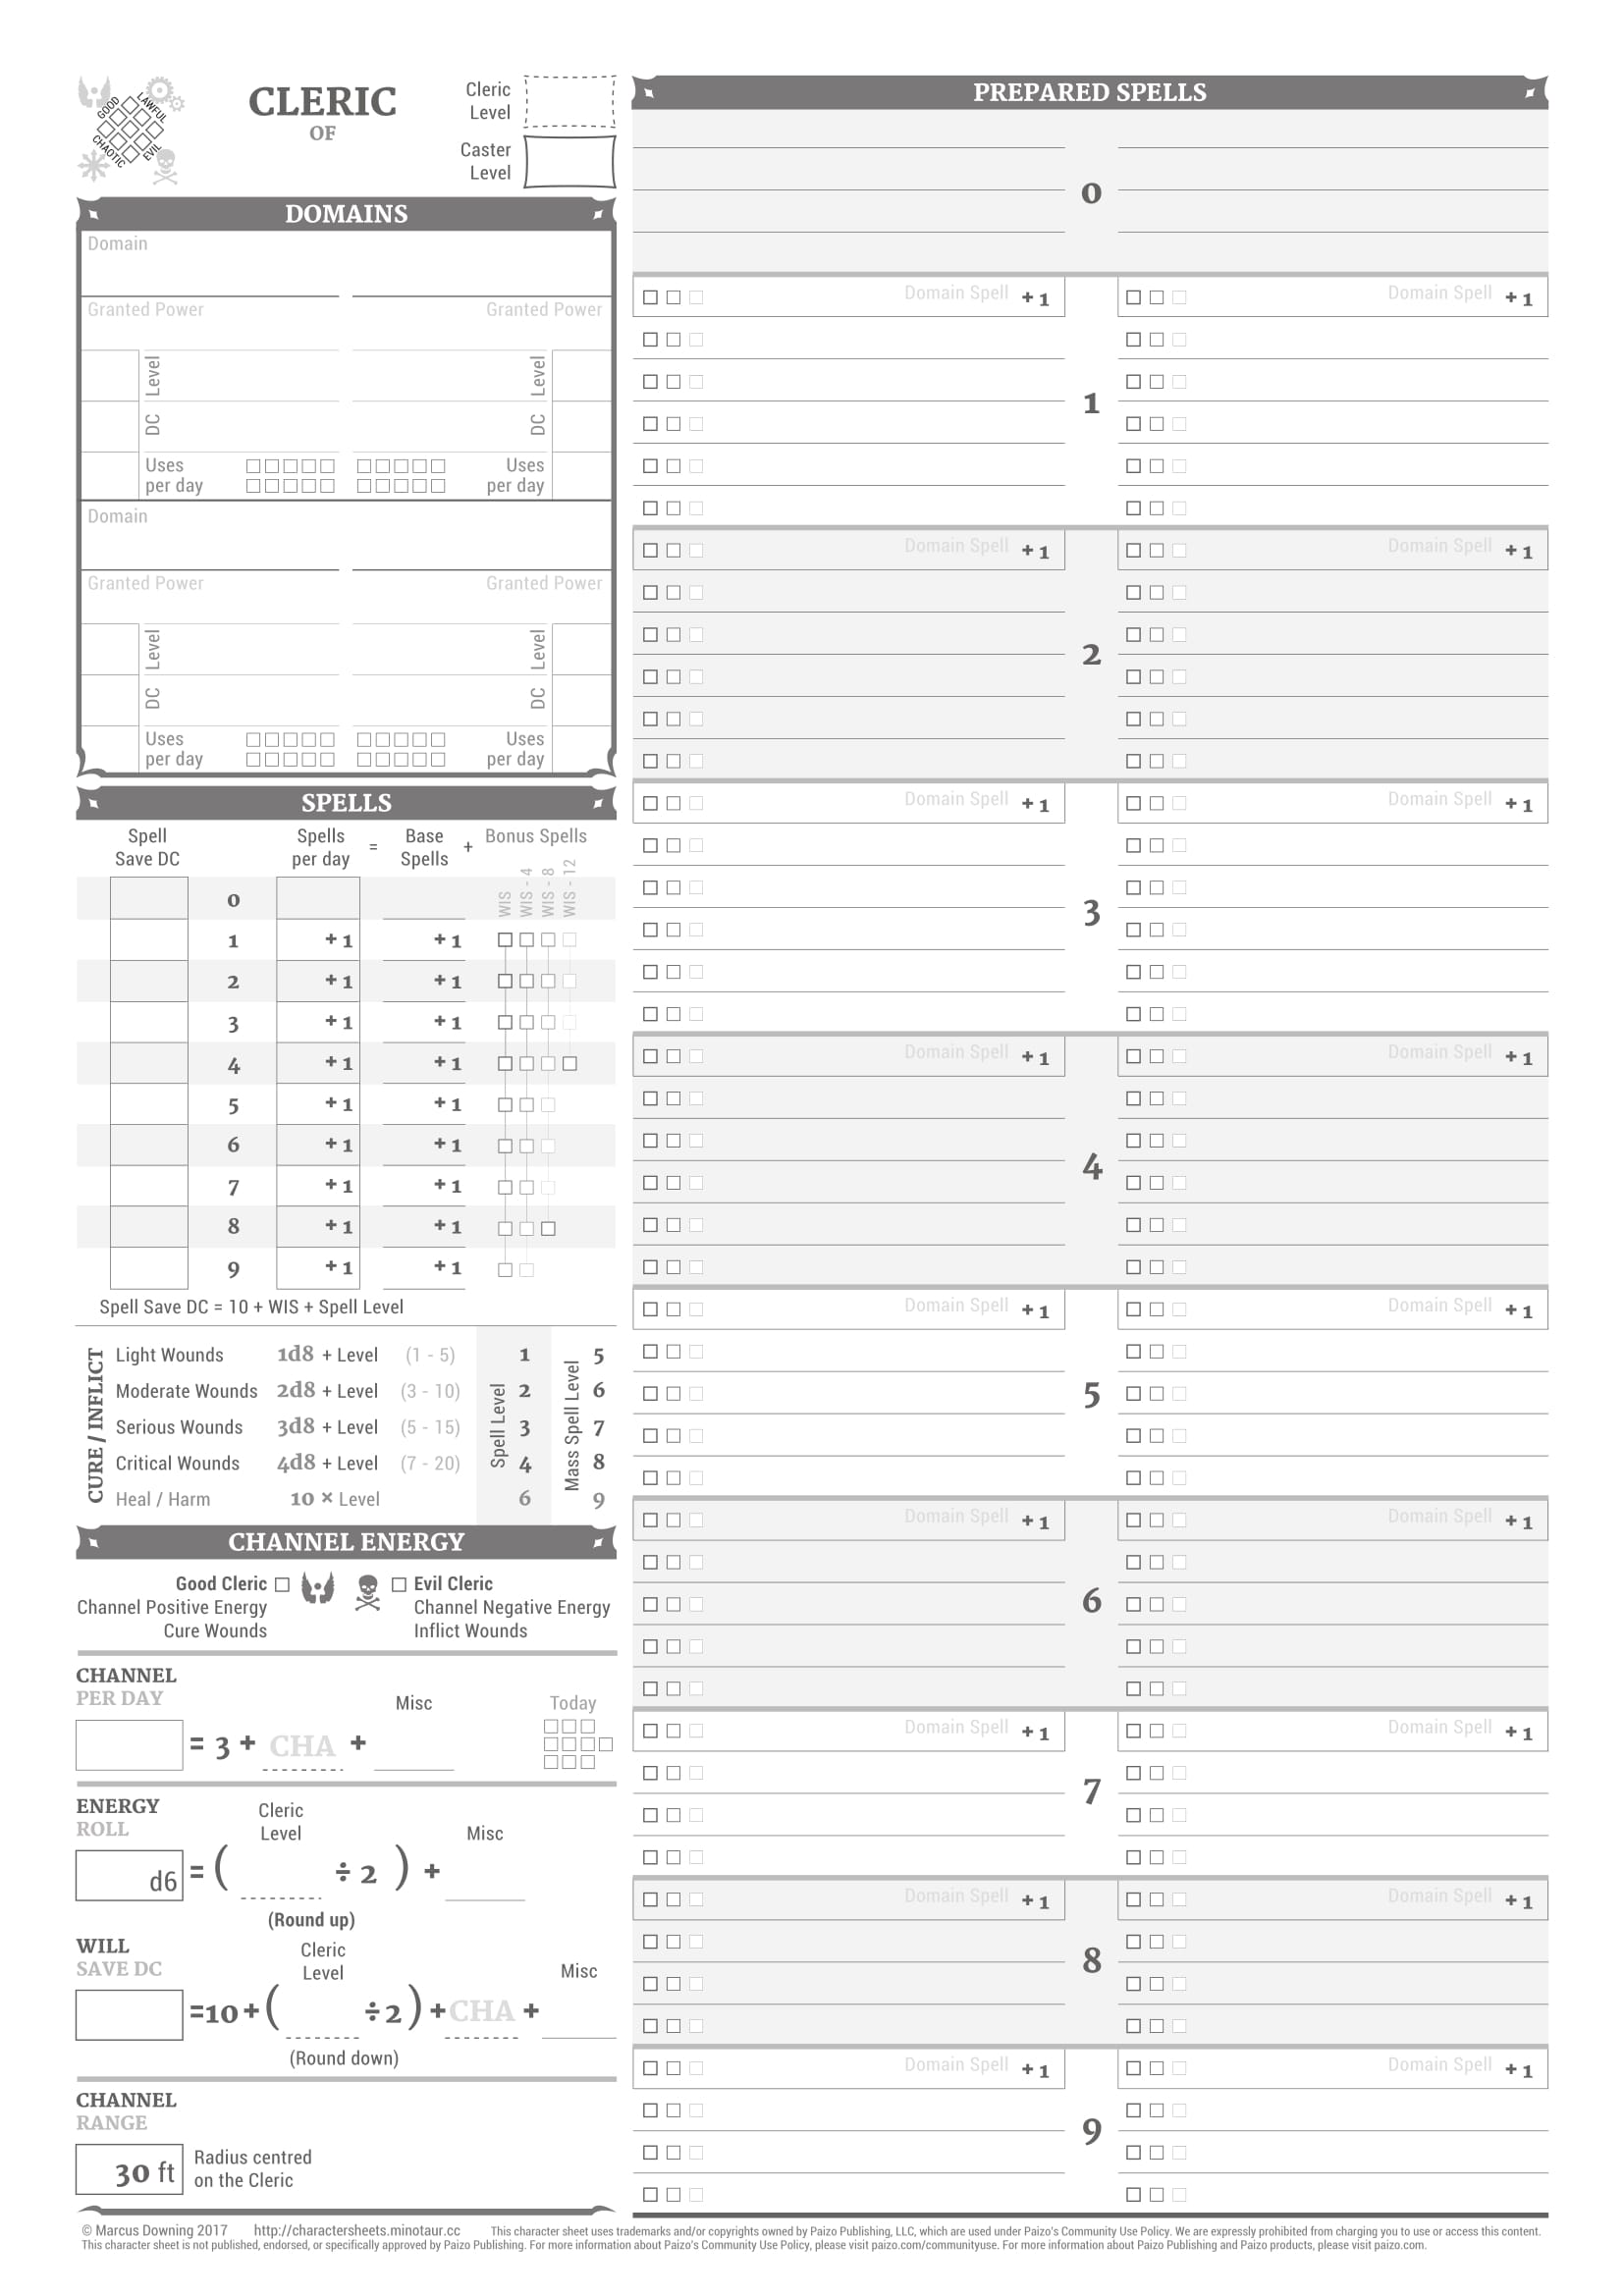 GOOD
LAWFUL
CHAOTIC
EVIL
CLERIC
OF
Cleric
Level
Caster
Level
DOMAINS
Domain
Granted Power Granted Power
Level Level
DC DC
Uses Uses
per day per day
Domain
Granted Power Granted Power
Level Level
DC DC
Uses Uses
per day per day
SPELLS
Spell Spells = Base + Bonus Spells
Save DC per day Spells
WIS WIS - 4 WIS - 8 WIS - 12
0
1 +1 +1
2 +1 +1
3 +1 +1
4 +1 +1
5 +1 +1
6 +1 +1
7 +1 +1
8 +1 +1
9 +1 +1
Spell Save DC = 10 + WIS + Spell Level
CURE / INFLICT
Spell Level
Mass Spell Level
Light Wounds 1d8 + Level (1 - 5) 1 5
Moderate Wounds 2d8 + Level (3 - 10) 2 6
Serious Wounds 3d8 + Level (5 - 15) 3 7
Critical Wounds 4d8 + Level (7 - 20) 4 8
Heal / Harm 10 × Level 6 9
CHANNEL ENERGY
Good Cleric Evil Cleric
Channel Positive Energy Channel Negative Energy
Cure Wounds Inflict Wounds
CHANNEL
PER DAY Misc Today
= 3 + CHA +
ENERGY Cleric
ROLL Level Misc
d6 = ( ÷ 2 ) +
(Round up)
WILL Cleric
SAVE DC Level Misc
=10+( ÷2)+CHA +
(Round down)
CHANNEL
RANGE
30 ft Radius centred
on the Cleric
PREPARED SPELLS
0
Domain Spell +1 Domain Spell +1
1
Domain Spell +1 Domain Spell +1
2
Domain Spell +1 Domain Spell +1
3
Domain Spell +1 Domain Spell +1
4
Domain Spell +1 Domain Spell +1
5
Domain Spell +1 Domain Spell +1
6
Domain Spell +1 Domain Spell +1
7
Domain Spell +1 Domain Spell +1
8
Domain Spell +1 Domain Spell +1
9
© Marcus Downing 2017 http://charactersheets.minotaur.cc This character sheet uses trademarks and/or copyrights owned by Paizo Publishing, LLC, which are used under Paizo's Community Use Policy. We are expressly prohibited from charging you to use or access this content.
This character sheet is not published, endorsed, or specifically approved by Paizo Publishing. For more information about Paizo's Community Use Policy, please visit paizo.com/communityuse. For more information about Paizo Publishing and Paizo products, please visit paizo.com.